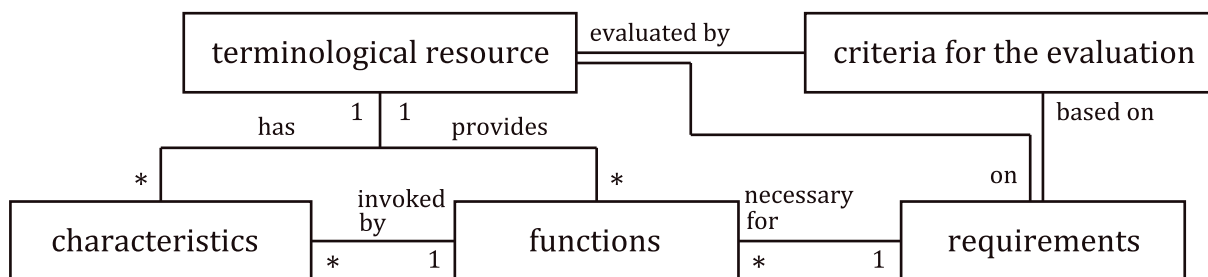 evaluated by
terminological resource
criteria for the evaluation
1
1
based on
has
provides
*
*
on
invoked
by
necessary
for
characteristics
functions
requirements
*
1
*
1